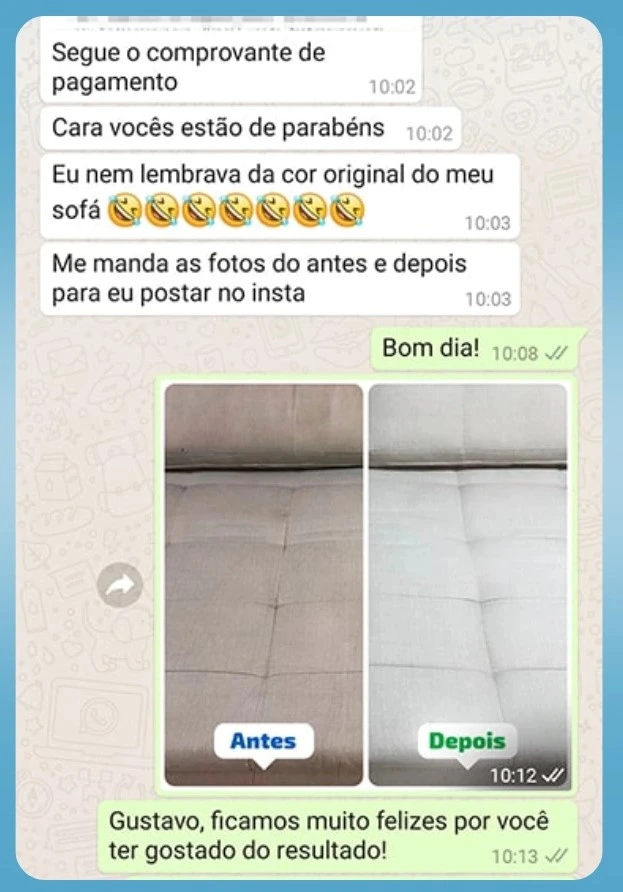 Segue o comprovante de
pagamento
10:02
Cara vocês estão de parabéns 10:02
Eu nem lembrava da cor original do meu
sofá 🤣🤣🤣🤣🤣🤣🤣
10:03
Me manda as fotos do antes e depois
para eu postar no insta
10:03
Bom dia! 10:08
Antes
Depois
10:12
Gustavo, ficamos muito felizes por você
ter gostado do resultado!
10:13